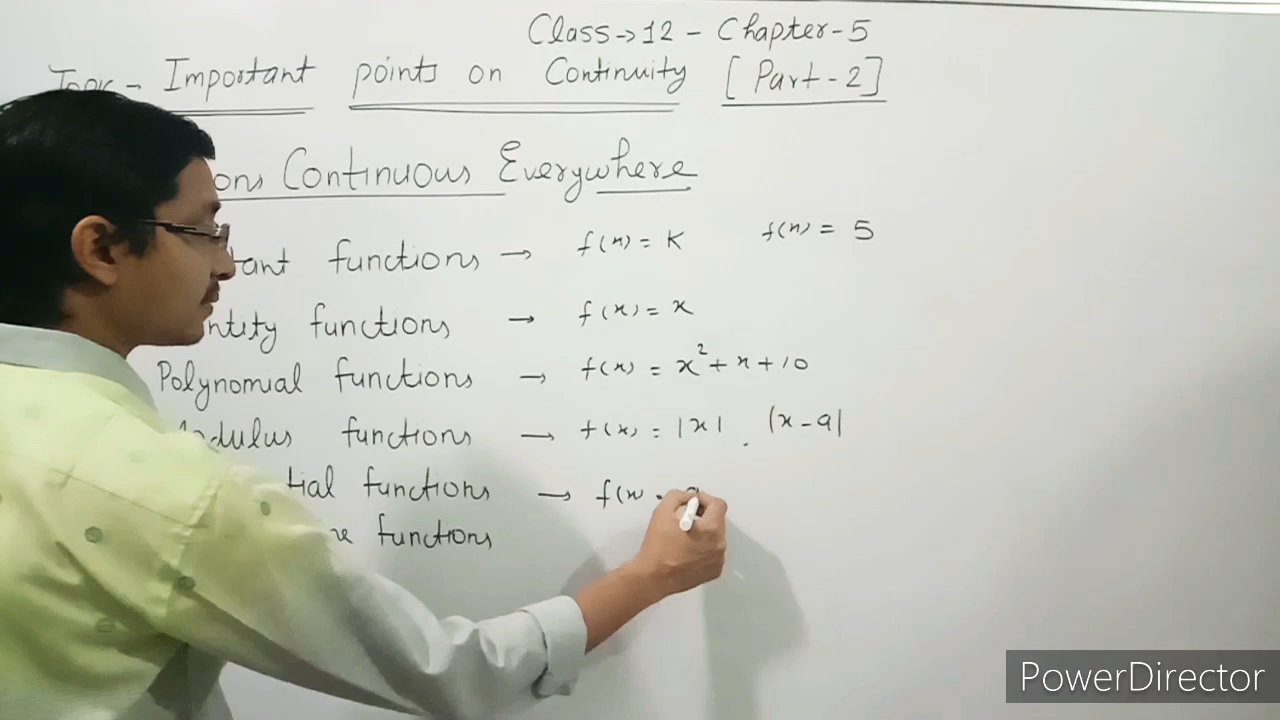 Class → 12 - Chapter-5
Topic - Important points on Continuity [Part-2]
ons Continuous Everywhere
tant functions → f(x) = K f(x) = 5
ntity functions → f(x) = x
Polynomial functions → f(x) = x² + x + 10
dulus functions → f(x) = |x| . |x-a|
tial functions → f(x
functions
PowerDirector